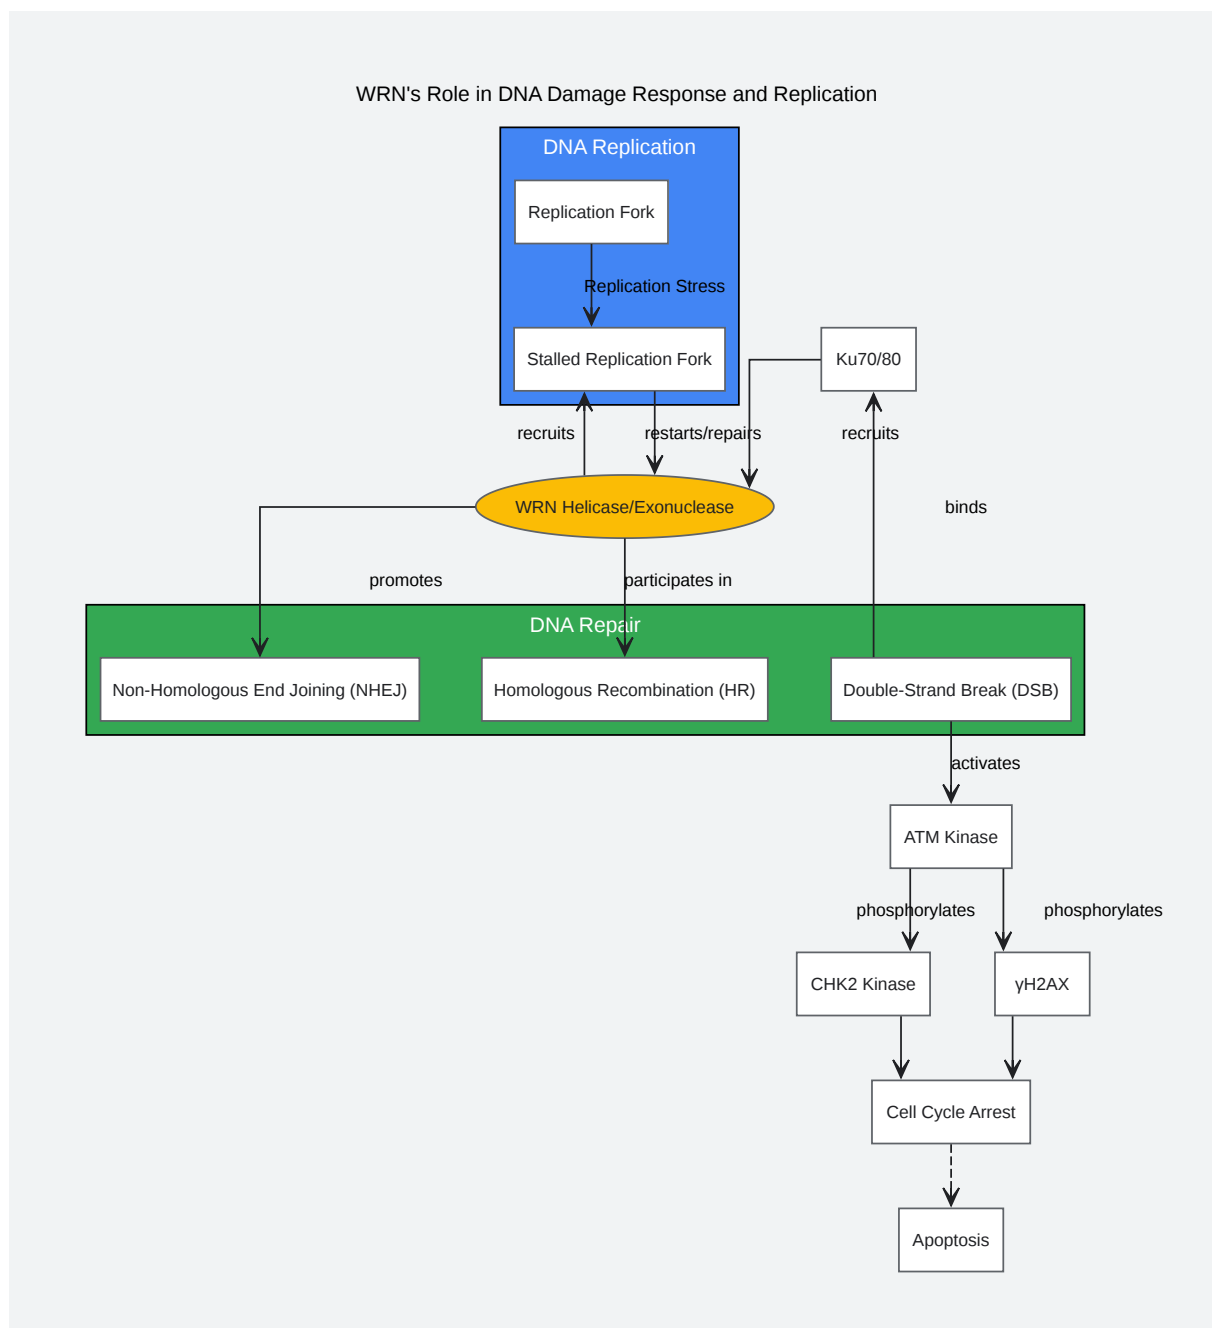 WRN's Role in DNA Damage Response and Replication
DNA Replication
Replication Fork
Replication Stress
Stalled Replication Fork
Ku70/80
recruits
restarts/repairs
recruits
WRN Helicase/Exonuclease
binds
promotes
participates in
DNA Repair
Non-Homologous End Joining (NHEJ)
Homologous Recombination (HR)
Double-Strand Break (DSB)
activates
ATM Kinase
phosphorylates
phosphorylates
CHK2 Kinase
γH2AX
Cell Cycle Arrest
Apoptosis